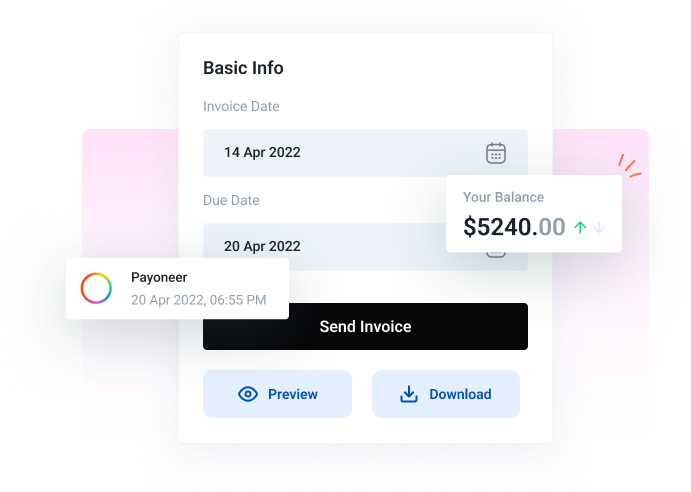 Basic Info
Invoice Date
14 Apr 2022
Due Date
Your Balance
$5240.00
20 Apr 2022
Payoneer
20 Apr 2022, 06:55 PM
Send Invoice
Preview
Download